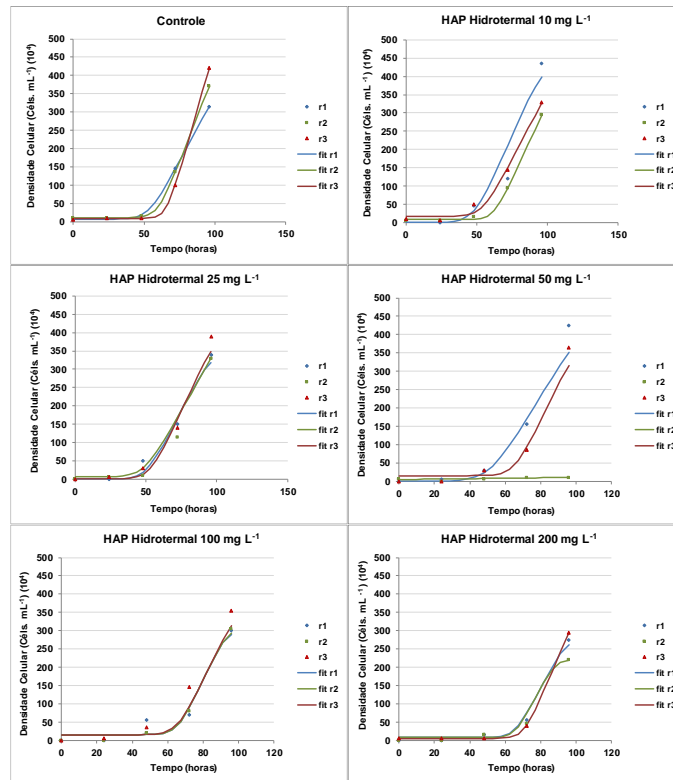 Controle
Densidade Celular (Céls. mL⁻¹) (10⁴)
500
450
400
350
300
250
200
150
100
50
0
0 50 100 150
Tempo (horas)
r1
r2
r3
fit r1
fit r2
fit r3
HAP Hidrotermal 10 mg L⁻¹
Densidade Celular (Céls. mL⁻¹) (10⁴)
500
450
400
350
300
250
200
150
100
50
0
0 50 100 150
Tempo (horas)
r1
r2
r3
fit r1
fit r2
fit r3
HAP Hidrotermal 25 mg L⁻¹
Densidade Celular (Céls. mL⁻¹) (10⁴)
500
450
400
350
300
250
200
150
100
50
0
0 50 100 150
Tempo (horas)
r1
r2
r3
fit r1
fit r2
fit r3
HAP Hidrotermal 50 mg L⁻¹
Densidade Celular (Céls. mL⁻¹) (10⁴)
500
450
400
350
300
250
200
150
100
50
0
0 20 40 60 80 100 120
Tempo (horas)
r1
r2
r3
fit r1
fit r2
fit r3
HAP Hidrotermal 100 mg L⁻¹
Densidade Celular (Céls. mL⁻¹) (10⁴)
500
450
400
350
300
250
200
150
100
50
0
0 20 40 60 80 100 120
Tempo (horas)
r1
r2
r3
fit r1
fit r2
fit r3
HAP Hidrotermal 200 mg L⁻¹
Densidade Celular (Céls. mL⁻¹) (10⁴)
500
450
400
350
300
250
200
150
100
50
0
0 20 40 60 80 100 120
Tempo (horas)
r1
r2
r3
fit r1
fit r2
fit r3